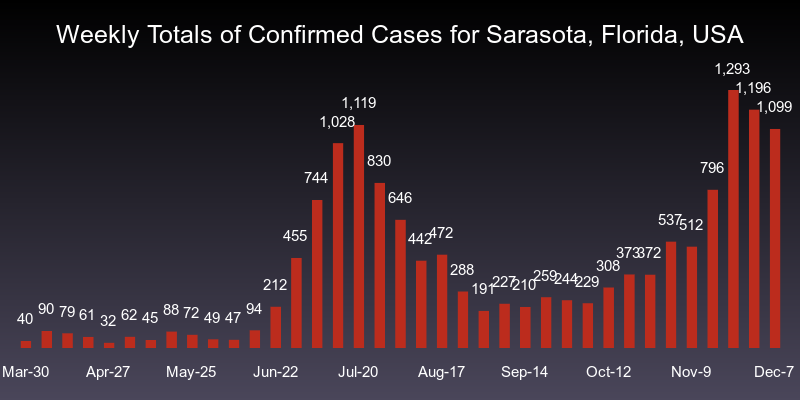 Weekly Totals of Confirmed Cases for Sarasota, Florida, USA
40 90 79 61 32 62 45 88 72 49 47 94 212 455 744 1,028 1,119 830 646 442 472 288 191 227 210 259 244 229 308 373 372 537 512 796 1,293 1,196 1,099
Mar-30 Apr-27 May-25 Jun-22 Jul-20 Aug-17 Sep-14 Oct-12 Nov-9 Dec-7